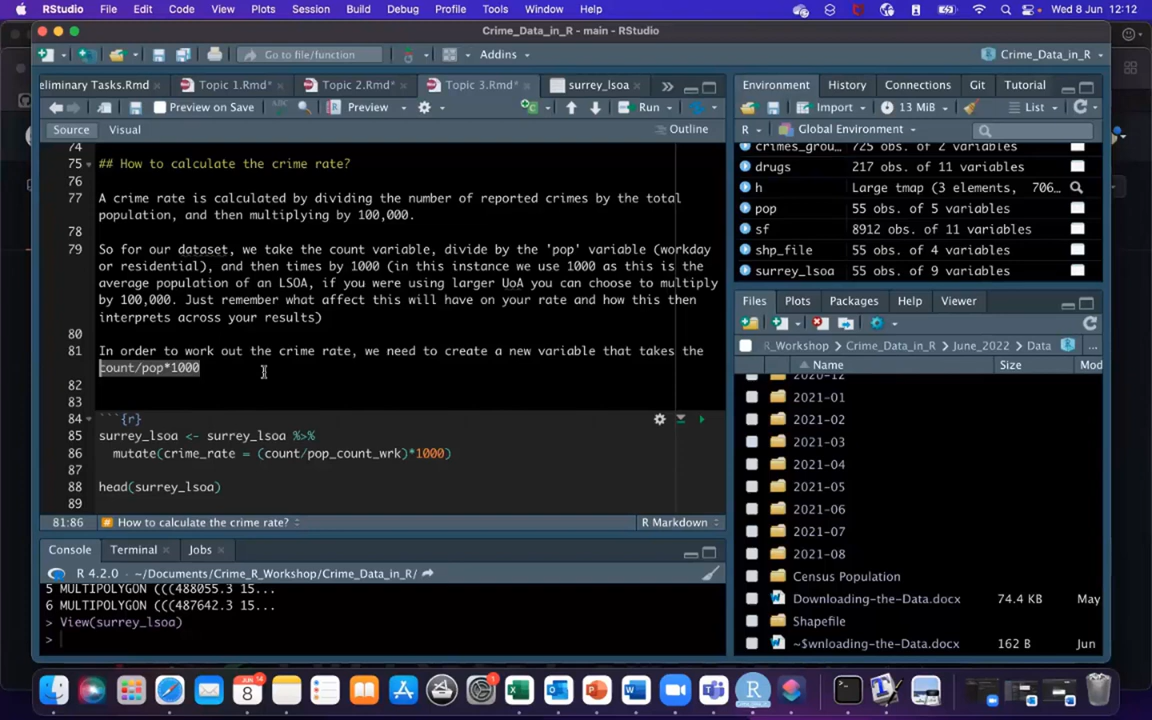 RStudio File Edit Code View Plots Session Build Debug Profile Tools Window Help Wed 8 Jun 12:12
Crime_Data_in_R - main - RStudio
Go to file/function Addins Crime_Data_in_R
eliminary Tasks.Rmd Topic 1.Rmd* Topic 2.Rmd* Topic 3.Rmd* surrey_lsoa
Preview on Save Preview Run
Source Visual Outline
74
75 ## How to calculate the crime rate?
76
77 A crime rate is calculated by dividing the number of reported crimes by the total
population, and then multiplying by 100,000.
78
79 So for our dataset, we take the count variable, divide by the 'pop' variable (workday
or residential), and then times by 1000 (in this instance we use 1000 as this is the
average population of an LSOA, if you were using larger UoA you can choose to multiply
by 100,000. Just remember what affect this will have on your rate and how this then
interprets across your results)
80
81 In order to work out the crime rate, we need to create a new variable that takes the
count/pop*1000
82
83
84 ```{r}
85 surrey_lsoa <- surrey_lsoa %>%
86 mutate(crime_rate = (count/pop_count_wrk)*1000)
87
88 head(surrey_lsoa)
89
81:86 How to calculate the crime rate? R Markdown
Console Terminal Jobs
R 4.2.0 · ~/Documents/Crime_R_Workshop/Crime_Data_in_R/
5 MULTIPOLYGON (((488055.3 15...
6 MULTIPOLYGON (((487642.3 15...
> View(surrey_lsoa)
>
Environment History Connections Git Tutorial
Import 13 MiB List
R Global Environment
crimes_grou… 725 obs. of 2 variables
drugs 217 obs. of 11 variables
h Large tmap (3 elements, 706…
pop 55 obs. of 5 variables
sf 8912 obs. of 11 variables
shp_file 55 obs. of 4 variables
surrey_lsoa 55 obs. of 9 variables
Files Plots Packages Help Viewer
R_Workshop Crime_Data_in_R June_2022 Data ...
Name Size Mod
2020-12
2021-01
2021-02
2021-03
2021-04
2021-05
2021-06
2021-07
2021-08
Census Population
Downloading-the-Data.docx 74.4 KB May
Shapefile
~$wnloading-the-Data.docx 162 B Jun